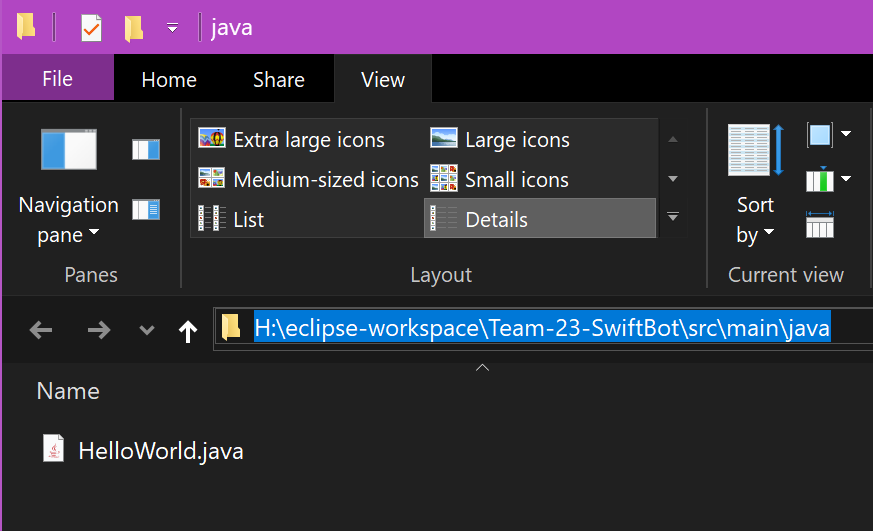 java
File Home Share View
Extra large icons Large icons
Medium-sized icons Small icons
List Details
Navigation pane
Sort by
Panes Layout Current view
H:\eclipse-workspace\Team-23-SwiftBot\src\main\java
Name
HelloWorld.java